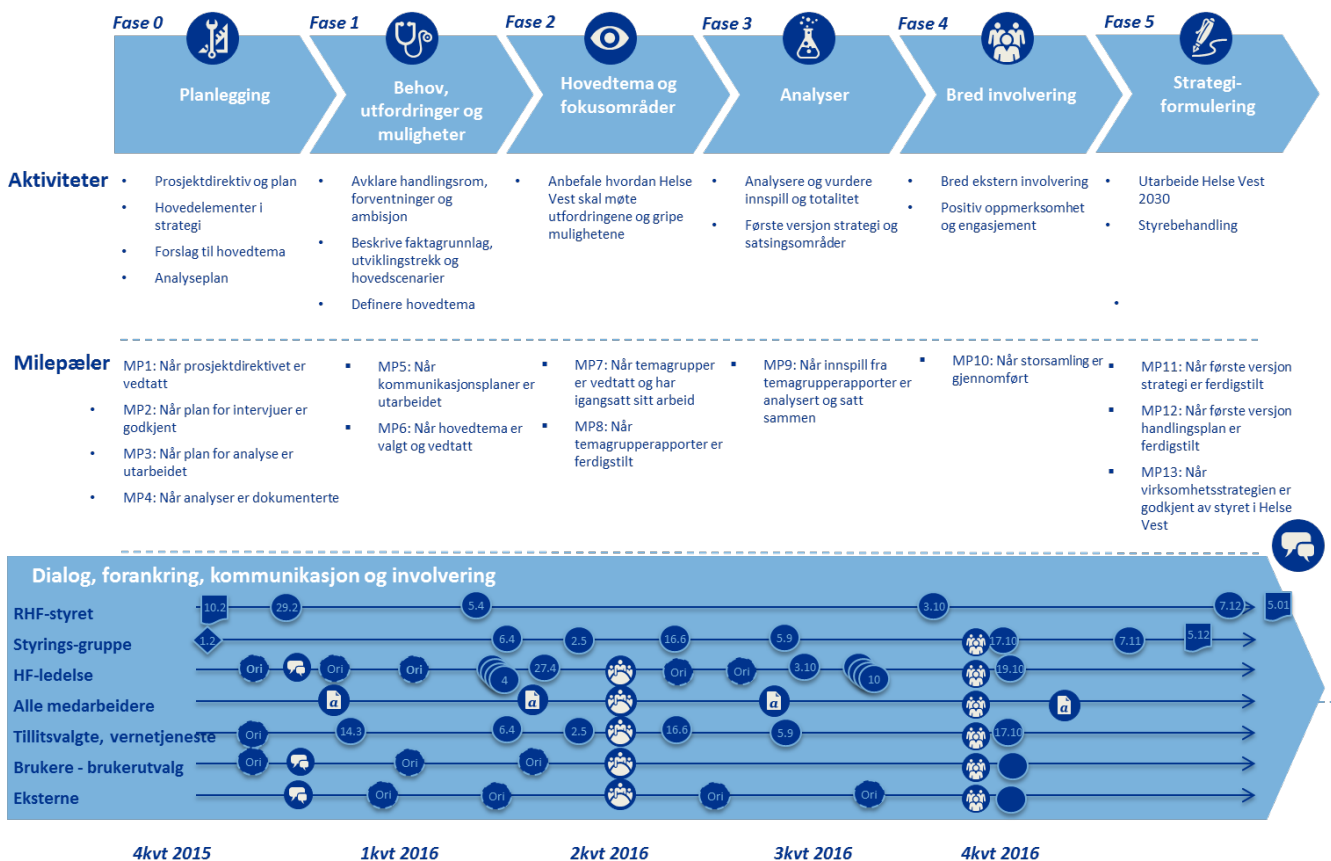 Fase 0
Fase 1
Fase 2
Fase 3
Fase 4
Fase 5
Planlegging
Behov,
utfordringer og
muligheter
Hovedtema og
fokusområder
Analyser
Bred involvering
Strategi-
formulering
Aktiviteter
• Prosjektdirektiv og plan
• Hovedelementer i
strategi
• Forslag til hovedtema
• Analyseplan
• Avklare handlingsrom,
forventninger og
ambisjon
• Beskrive faktagrunnlag,
utviklingstrekk og
hovedscenarier
• Definere hovedtema
• Anbefale hvordan Helse
Vest skal møte
utfordringene og gripe
mulighetene
• Analysere og vurdere
innspill og totalitet
• Første versjon strategi og
satsingsområder
• Bred ekstern involvering
• Positiv oppmerksomhet
og engasjement
• Utarbeide Helse Vest
2030
• Styrebehandling
•
Milepæler
MP1: Når prosjektdirektivet er
vedtatt
• MP2: Når plan for intervjuer er
godkjent
• MP3: Når plan for analyse er
utarbeidet
• MP4: Når analyser er dokumenterte
▪ MP5: Når
kommunikasjonsplaner er
utarbeidet
▪ MP6: Når hovedtema er
valgt og vedtatt
▪ MP7: Når temagrupper
er vedtatt og har
igangsatt sitt arbeid
▪ MP8: Når
temagrupperapporter er
ferdigstilt
▪ MP9: Når innspill fra
temagrupperapporter er
analysert og satt
sammen
▪ MP10: Når storsamling er
gjennomført
▪ MP11: Når første versjon
strategi er ferdigstilt
▪ MP12: Når første versjon
handlingsplan er
ferdigstilt
▪ MP13: Når
virksomhetsstrategien er
godkjent av styret i Helse
Vest
Dialog, forankring, kommunikasjon og involvering
RHF-styret 10.2 29.2 5.4 3.10 7.12 5.01
Styrings-gruppe 1.2 6.4 2.5 16.6 5.9 17.10 7.11 5.12
HF-ledelse Ori Ori Ori 4 27.4 Ori Ori 3.10 10 19.10
Alle medarbeidere a a a a
Tillitsvalgte, vernetjeneste Ori 14.3 6.4 2.5 16.6 5.9 17.10
Brukere - brukerutvalg Ori Ori Ori
Eksterne Ori Ori Ori Ori
4kvt 2015
1kvt 2016
2kvt 2016
3kvt 2016
4kvt 2016